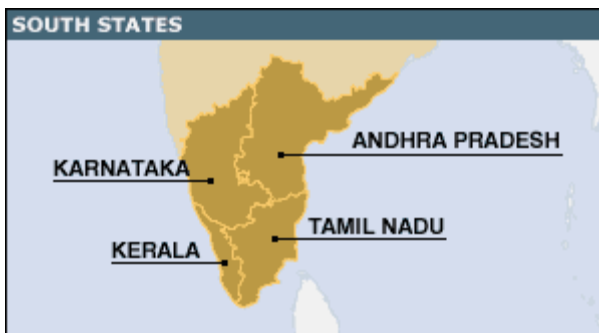 SOUTH STATES
ANDHRA PRADESH
KARNATAKA
TAMIL NADU
KERALA